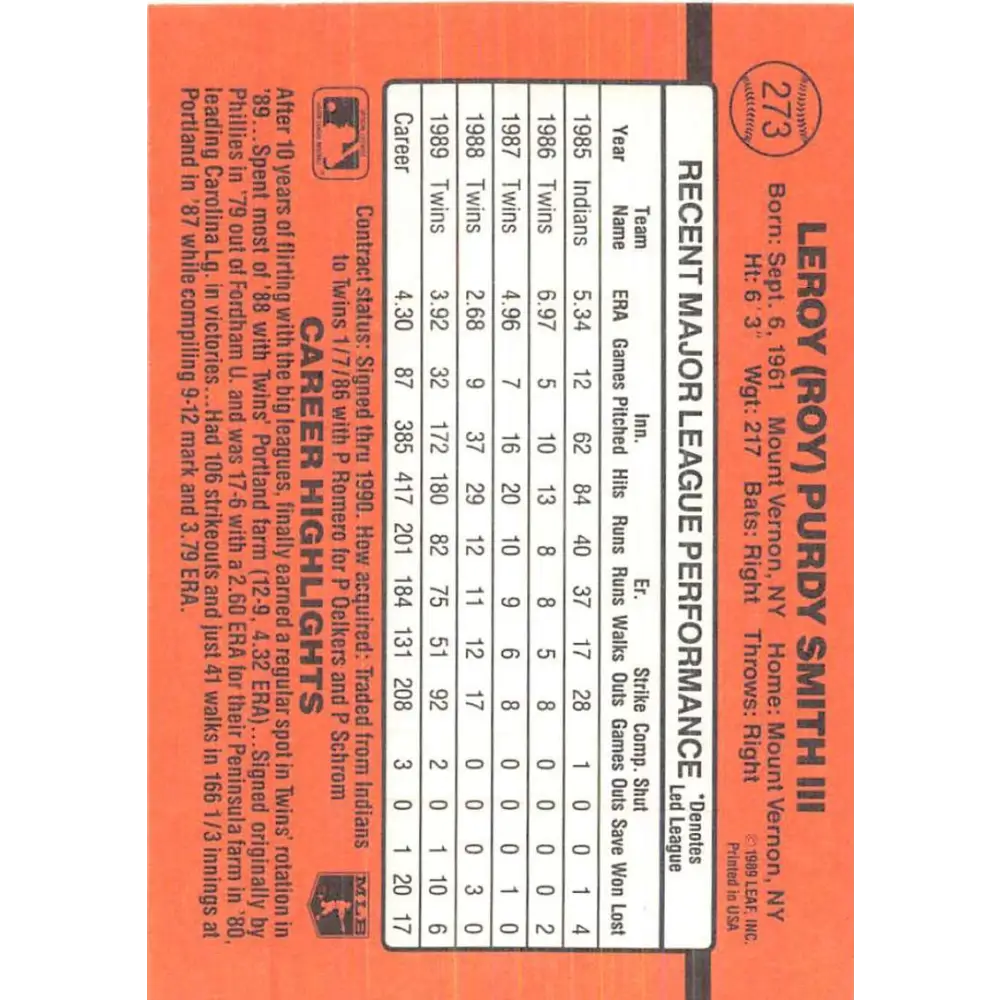 273
LEROY (ROY) PURDY SMITH III
Born: Sept. 6, 1961 Mount Vernon, NY Home: Mount Vernon, NY
Ht: 6'3" Wgt: 217 Bats: Right Throws: Right
© 1989 LEAF, INC.
Printed in USA
RECENT MAJOR LEAGUE PERFORMANCE *Denotes
Led League
Team Inn. Er. Strike Comp. Shut
Year Name ERA Games Pitched Hits Runs Runs Walks Outs Games Outs Save Won Lost
1985 Indians 5.34 12 62 84 40 37 17 28 1 0 0 1 4
1986 Twins 6.97 5 10 13 8 8 5 8 0 0 0 0 2
1987 Twins 4.96 7 16 20 10 9 6 8 0 0 0 1 0
1988 Twins 2.68 9 37 29 12 11 12 17 0 0 0 3 0
1989 Twins 3.92 32 172 180 82 75 51 92 2 0 1 10 6
Career 4.30 87 385 417 201 184 131 208 3 0 1 20 17
Contract status: Signed thru 1990. How acquired: Traded from Indians
to Twins 1/7/86 with P Romero for P Oelkers and P Schrom
MLB
CAREER HIGHLIGHTS
After 10 years of flirting with the big leagues, finally earned a regular spot in Twins' rotation in
'89...Spent most of '88 with Twins' Portland farm (12-9, 4.32 ERA)...Signed originally by
Phillies in '79 out of Fordham U. and was 17-6 with a 2.60 ERA for their Peninsula farm in '80,
leading Carolina Lg. in victories...Had 106 strikeouts and just 41 walks in 166 1/3 innings at
Portland in '87 while compiling 9-12 mark and 3.79 ERA.